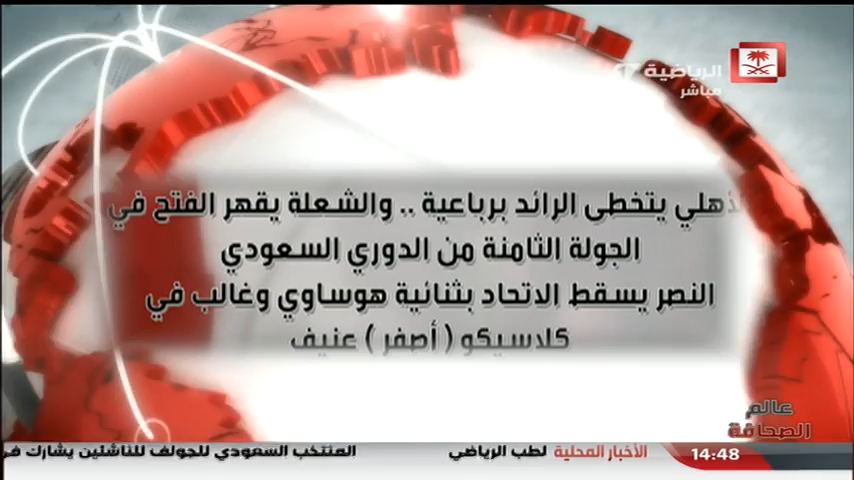 الرياضية
مباشر
يتخطى الرائد برباعية .. والشعلة يقهر الفتح في
الجولة الثامنة من الدوري السعودي
النصر يسقط الاتحاد بثنائية هوساوي وغالب في
كلاسيكو ( أصفر ) عنيف
عالم
الصحافة
14:48 الأخبار المحلية لطب الرياضي المنتخب السعودي للجولف للناشئين يشارك في